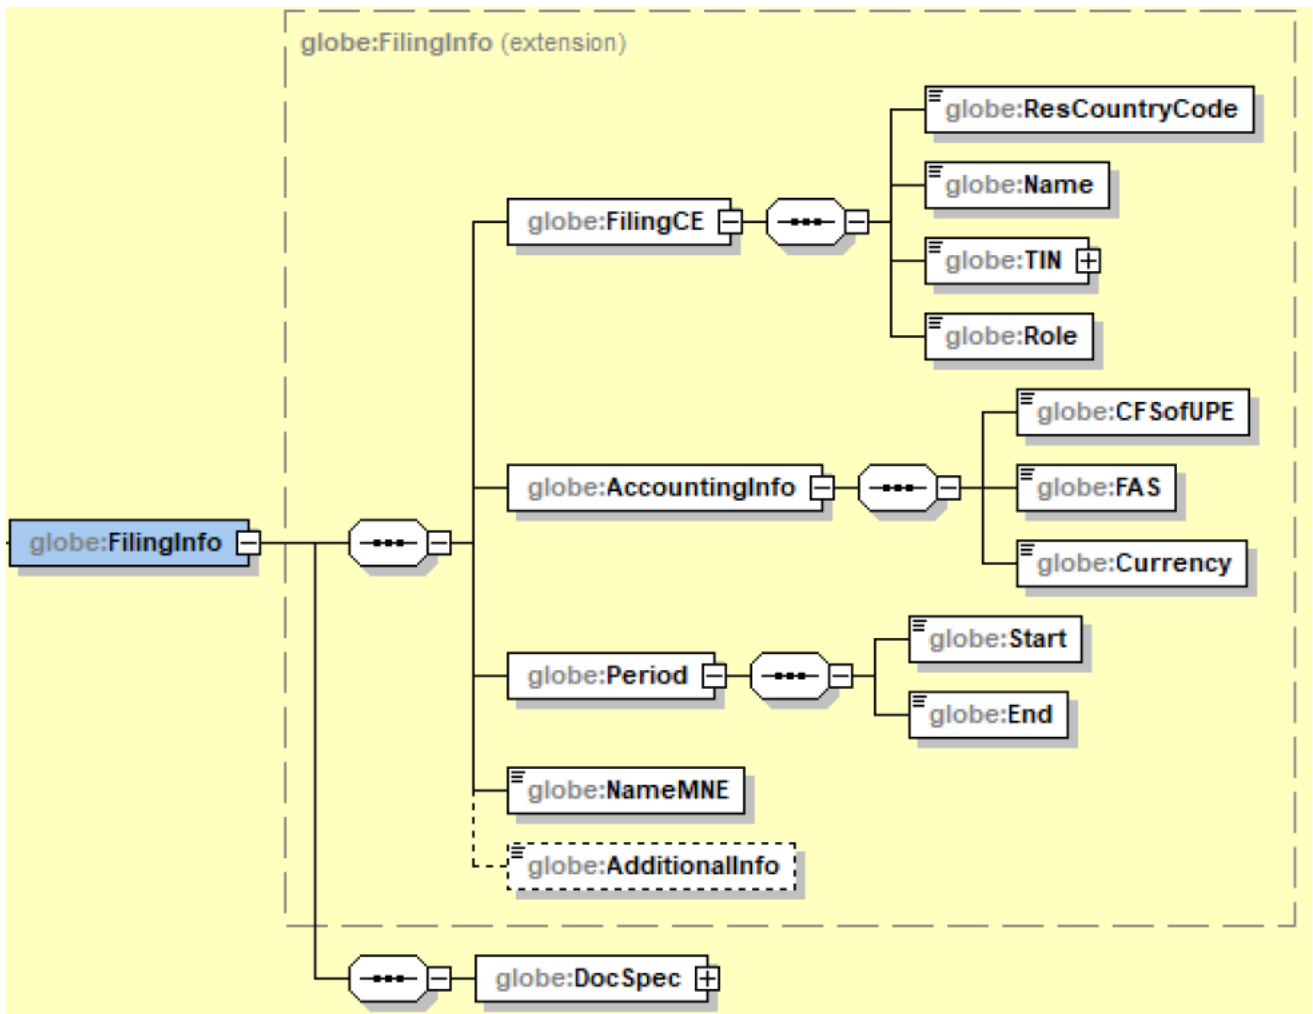 globe:FilingInfo (extension)
globe:ResCountryCode
globe:Name
globe:FilingCE
globe:TIN
globe:Role
globe:CFSofUPE
globe:AccountingInfo
globe:FAS
globe:FilingInfo
globe:Currency
globe:Start
globe:Period
globe:End
globe:NameMNE
globe:AdditionalInfo
globe:DocSpec